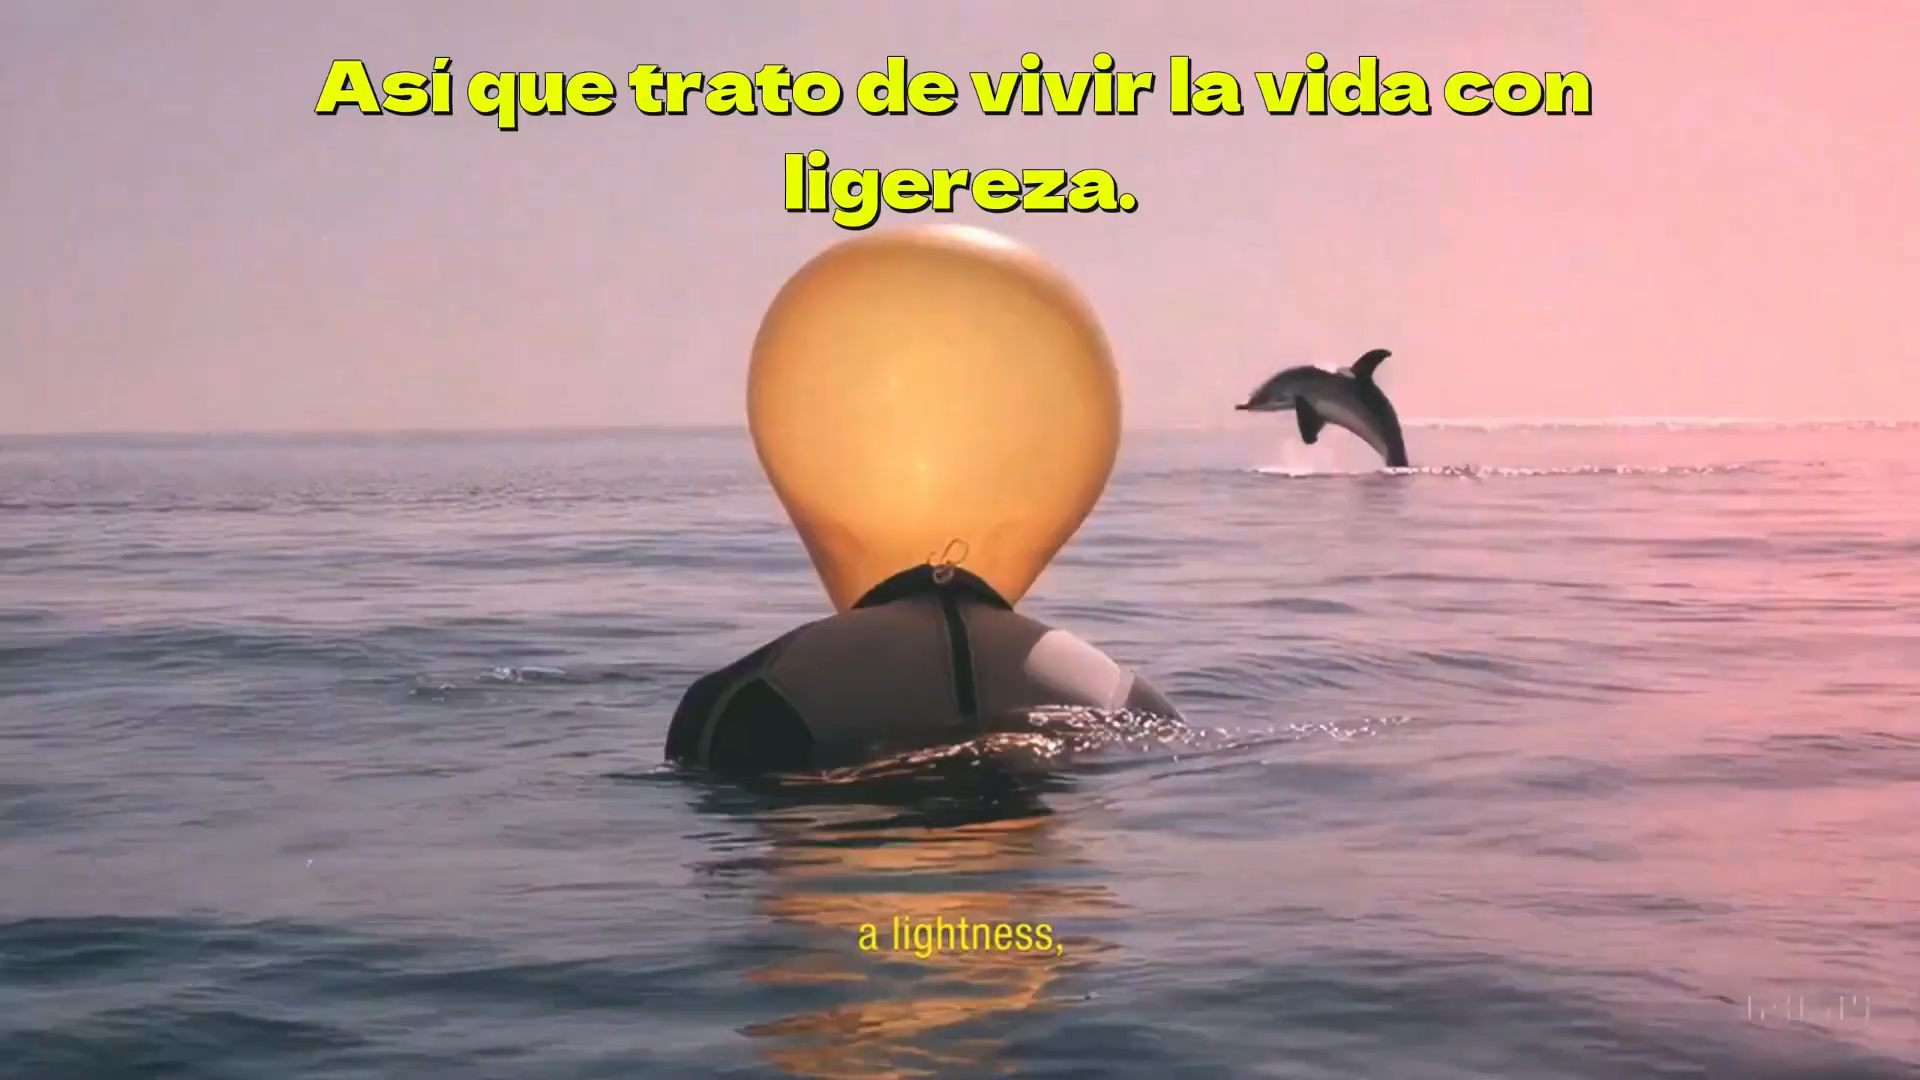 Así que trato de vivir la vida con
ligereza.
a lightness,